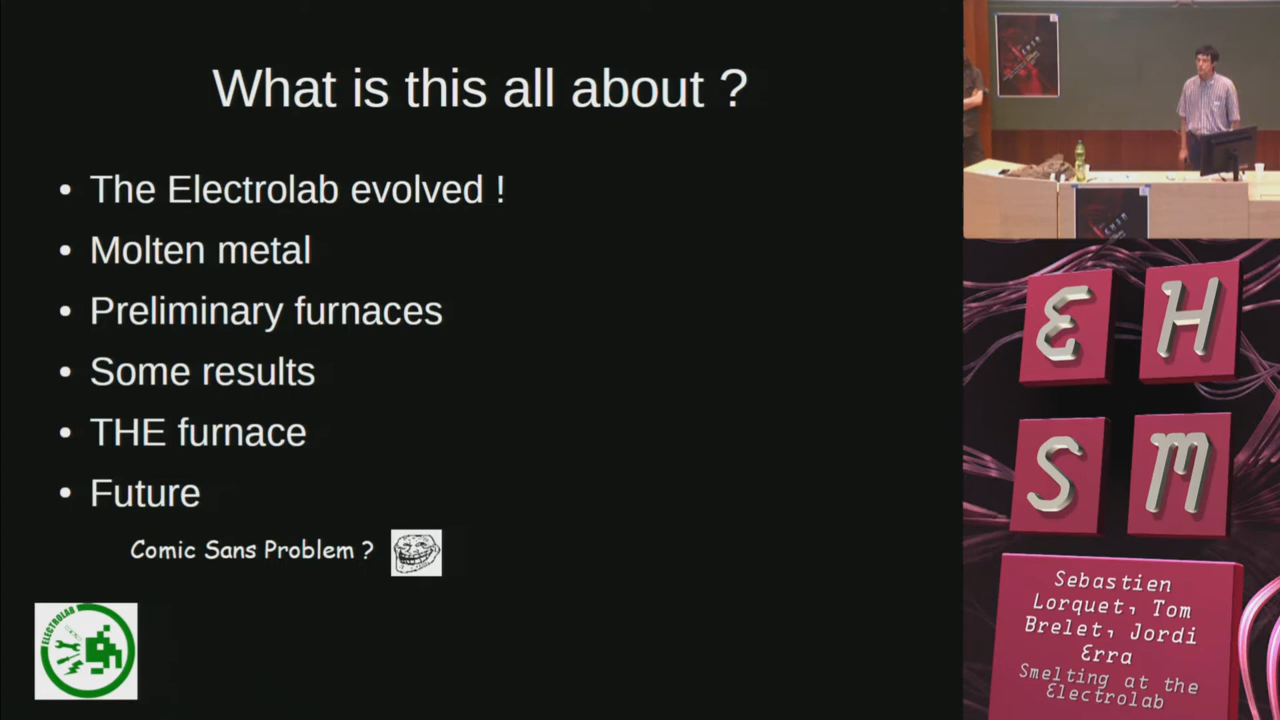 What is this all about ?
• The Electrolab evolved !
• Molten metal
• Preliminary furnaces
• Some results
• THE furnace
• Future
Comic Sans Problem ?
ELECTROLAB
E H
S M
Sebastien
Lorquet, Tom
Brelet, Jordi
Erra
Smelting at the
Electrolab